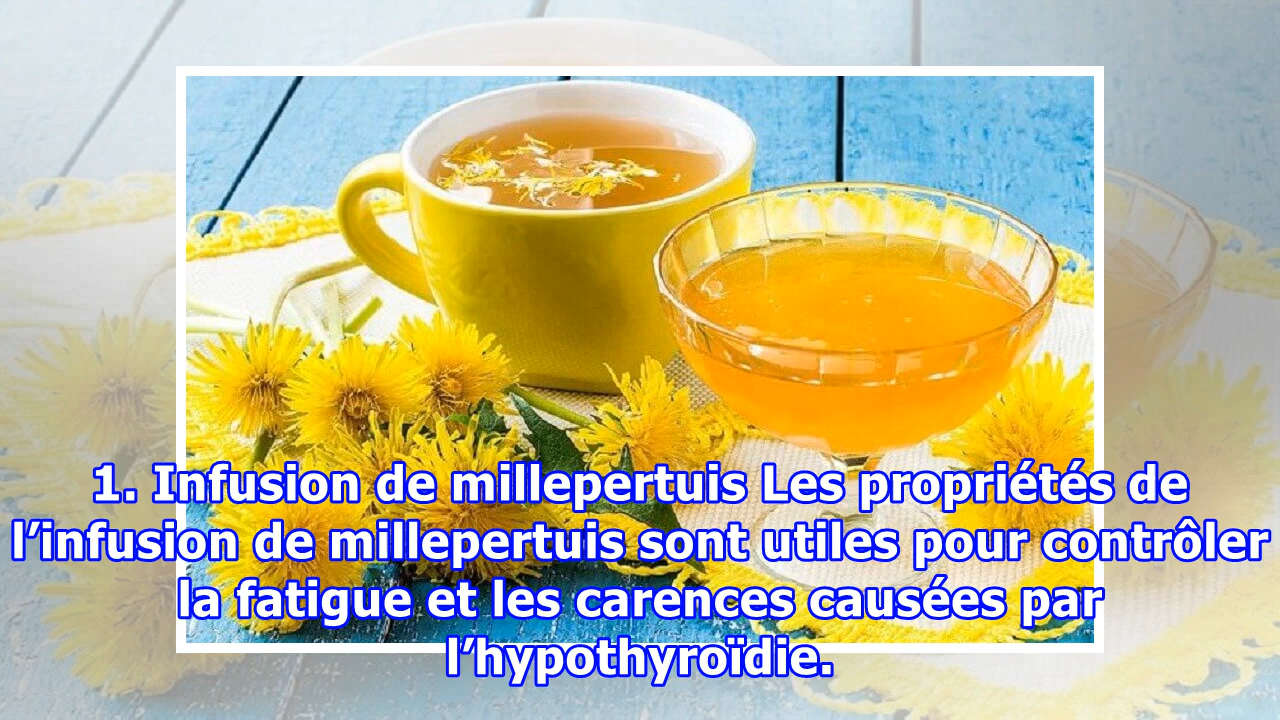 1. Infusion de millepertuis Les propriétés de
l’infusion de millepertuis sont utiles pour contrôler
la fatigue et les carences causées par
l’hypothyroïdie.